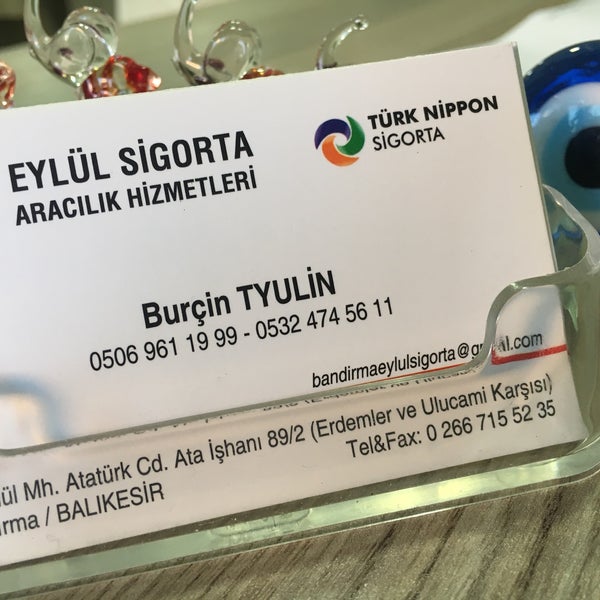 EYLÜL SİGORTA
ARACILIK HİZMETLERİ
TÜRK NİPPON
SİGORTA
Burçin TYULİN
0506 961 19 99 - 0532 474 56 11
bandirmaeylulsigorta@gmail.com
Mh. Atatürk Cd. Ata İşhanı 89/2 (Erdemler ve Ulucami Karşısı)
/ BALIKESİR
Tel&Fax: 0 266 715 52 35